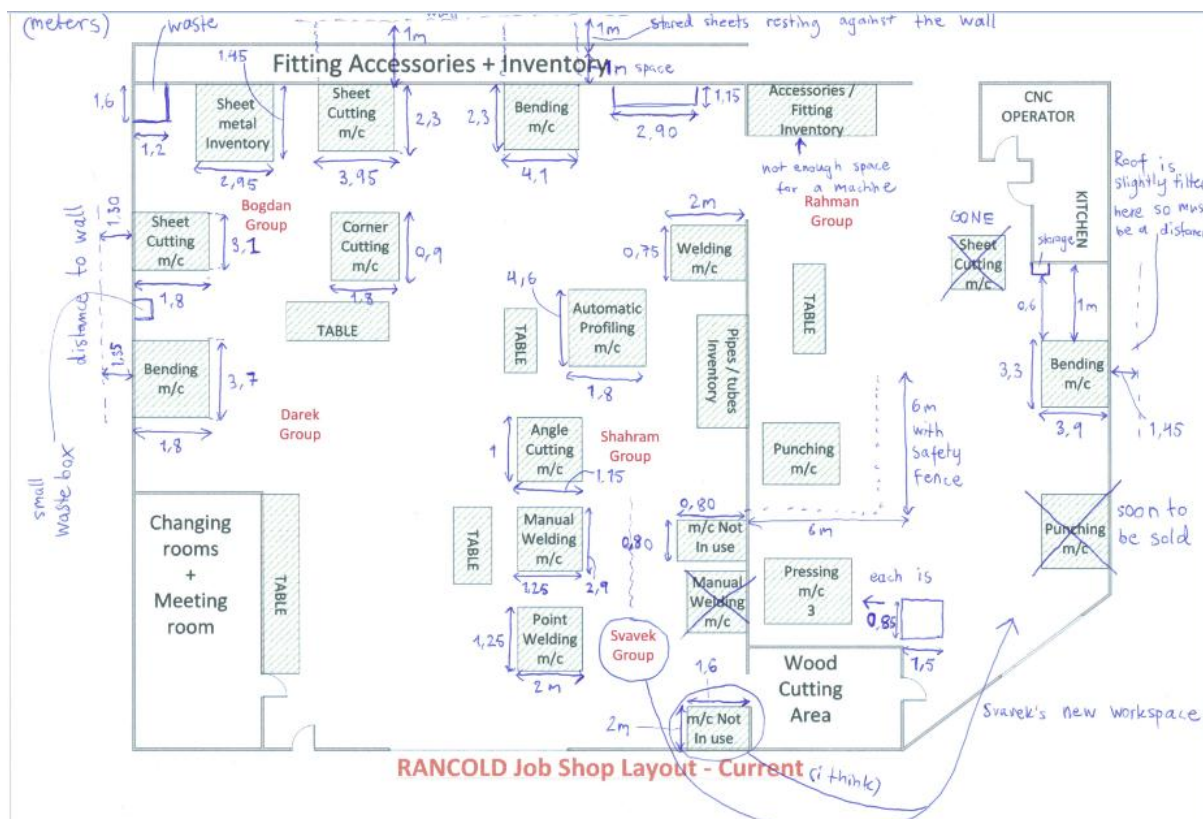 (meters)
waste
wall
1m
stored sheets resting against the wall
Fitting Accessories + Inventory
1m space
1,6
1,2
1.45
Sheet
metal
Inventory
2,95
Sheet
Cutting
m/c
2,3
3,95
2,3
Bending
m/c
4,1
1,15
2,90
Accessories /
Fitting
Inventory
not enough space
for a machine
CNC
OPERATOR
KITCHEN
Roof is
slightly tilted
here so must
be a distance
1.30
Sheet
Cutting
m/c
3,1
1,8
Bogdan
Group
Corner
Cutting
m/c
0,9
1,8
2m
0,75
Welding
m/c
Rahman
Group
GONE
Sheet
Cutting
m/c
storage
0,6
1m
distance to wall
1,35
Bending
m/c
3,7
1,8
TABLE
4,6
TABLE
Automatic
Profiling
m/c
1,8
Pipes / tubes
Inventory
TABLE
3,3
Bending
m/c
3,9
1,45
Darek
Group
1
Angle
Cutting
m/c
1.75
Shahram
Group
Punching
m/c
6m
with
Safety
Fence
6m
small
waste box
Changing
rooms
+
Meeting
room
TABLE
TABLE
Manual
Welding
m/c
1.25
2,9
0,80
0,80
m/c Not
In use
Manual
Welding
m/c
Pressing
m/c
3
each is
0,85
1,5
Punching
m/c
soon to
be sold
1,25
Point
Welding
m/c
2m
Svavek
Group
1,6
2m
m/c Not
In use
Wood
Cutting
Area
Svavek's new workspace
RANCOLD Job Shop Layout - Current
(i think)